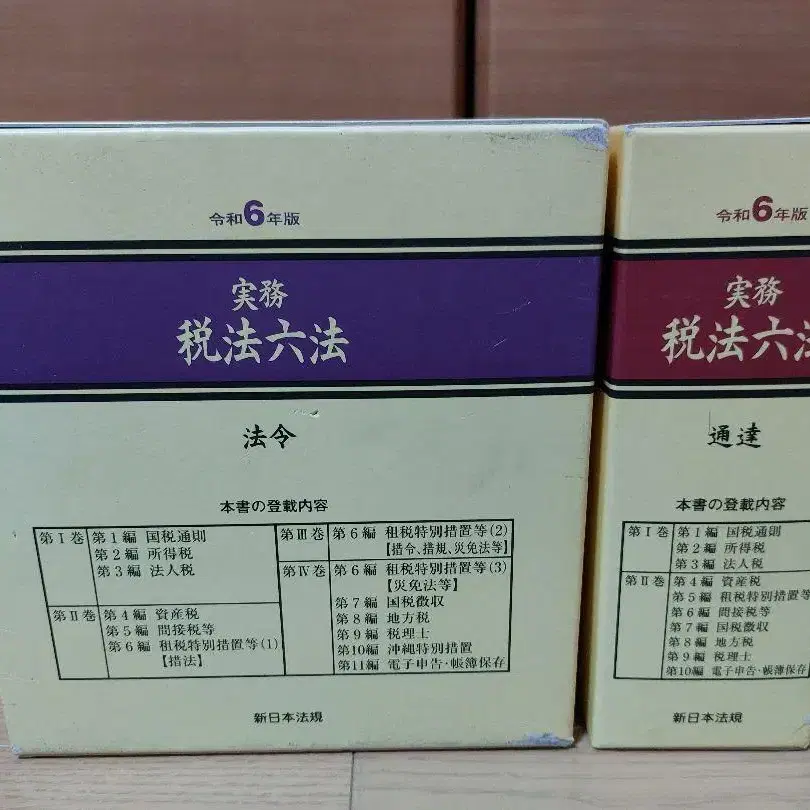 令和6年版
実務
税法六法
法令
本書の登載内容
第Ⅰ巻 第1編 国税通則
第2編 所得税
第3編 法人税
第Ⅱ巻 第4編 資産税
第5編 間接税等
第6編 租税特別措置等(1)
【措法】
第Ⅲ巻 第6編 租税特別措置等(2)
【措令、措規、災免法等】
第Ⅳ巻 第6編 租税特別措置等(3)
【災免法等】
第7編 国税徴収
第8編 地方税
第9編 税理士
第10編 沖縄特別措置
第11編 電子申告・帳簿保存
新日本法規
令和6年版
実務
税法六法
通達
本書の登載内容
第Ⅰ巻 第1編 国税通則
第2編 所得税
第3編 法人税
第Ⅱ巻 第4編 資産税
第5編 租税特別措置等
第6編 間接税等
第7編 国税徴収
第8編 地方税
第9編 税理士
第10編 電子申告・帳簿保存
新日本法規